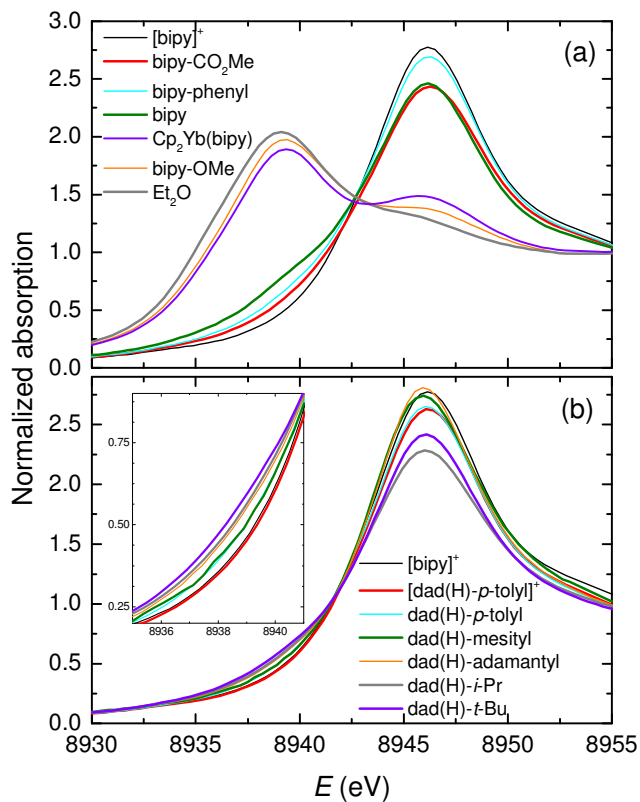 (a)
[bipy]⁺
bipy-CO₂Me
bipy-phenyl
bipy
Cp₂Yb(bipy)
bipy-OMe
Et₂O
3.0
2.5
2.0
1.5
1.0
0.5
0.0
Normalized absorption
(b)
0.75
0.50
0.25
8936 8938 8940
[bipy]⁺
[dad(H)-p-tolyl]⁺
dad(H)-p-tolyl
dad(H)-mesityl
dad(H)-adamantyl
dad(H)-i-Pr
dad(H)-t-Bu
2.5
2.0
1.5
1.0
0.5
0.0
8930 8935 8940 8945 8950 8955
E (eV)